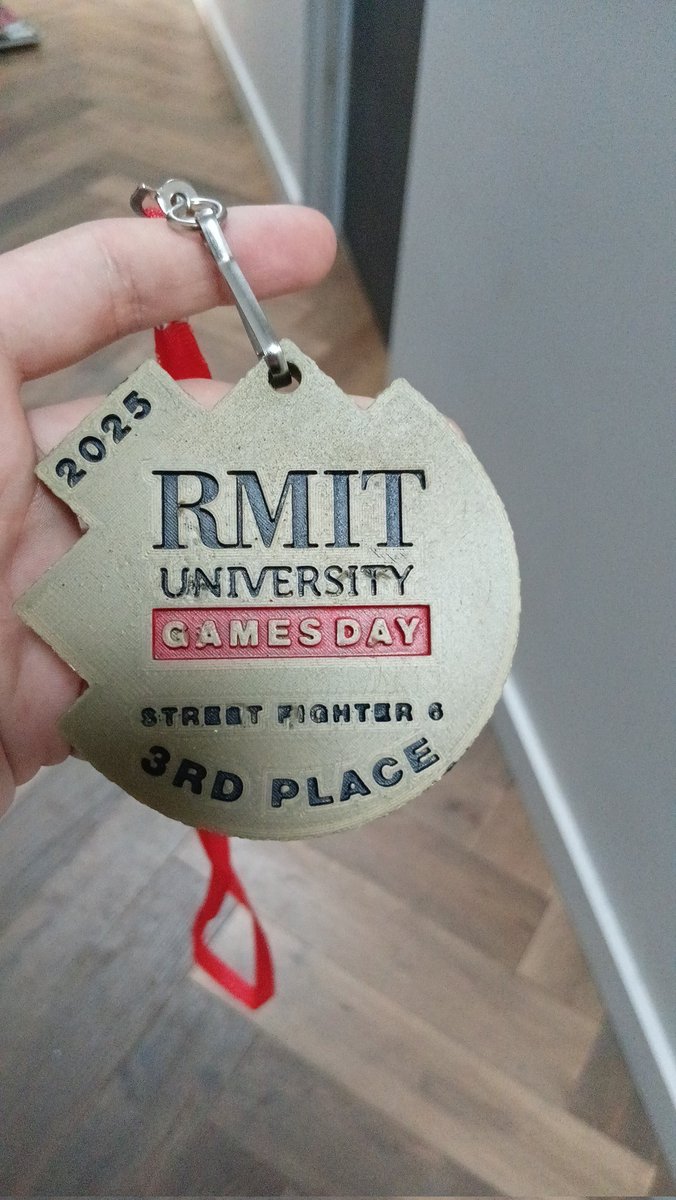 2025
RMIT
UNIVERSITY
GAMES DAY
STREET FIGHTER 6
3RD PLACE